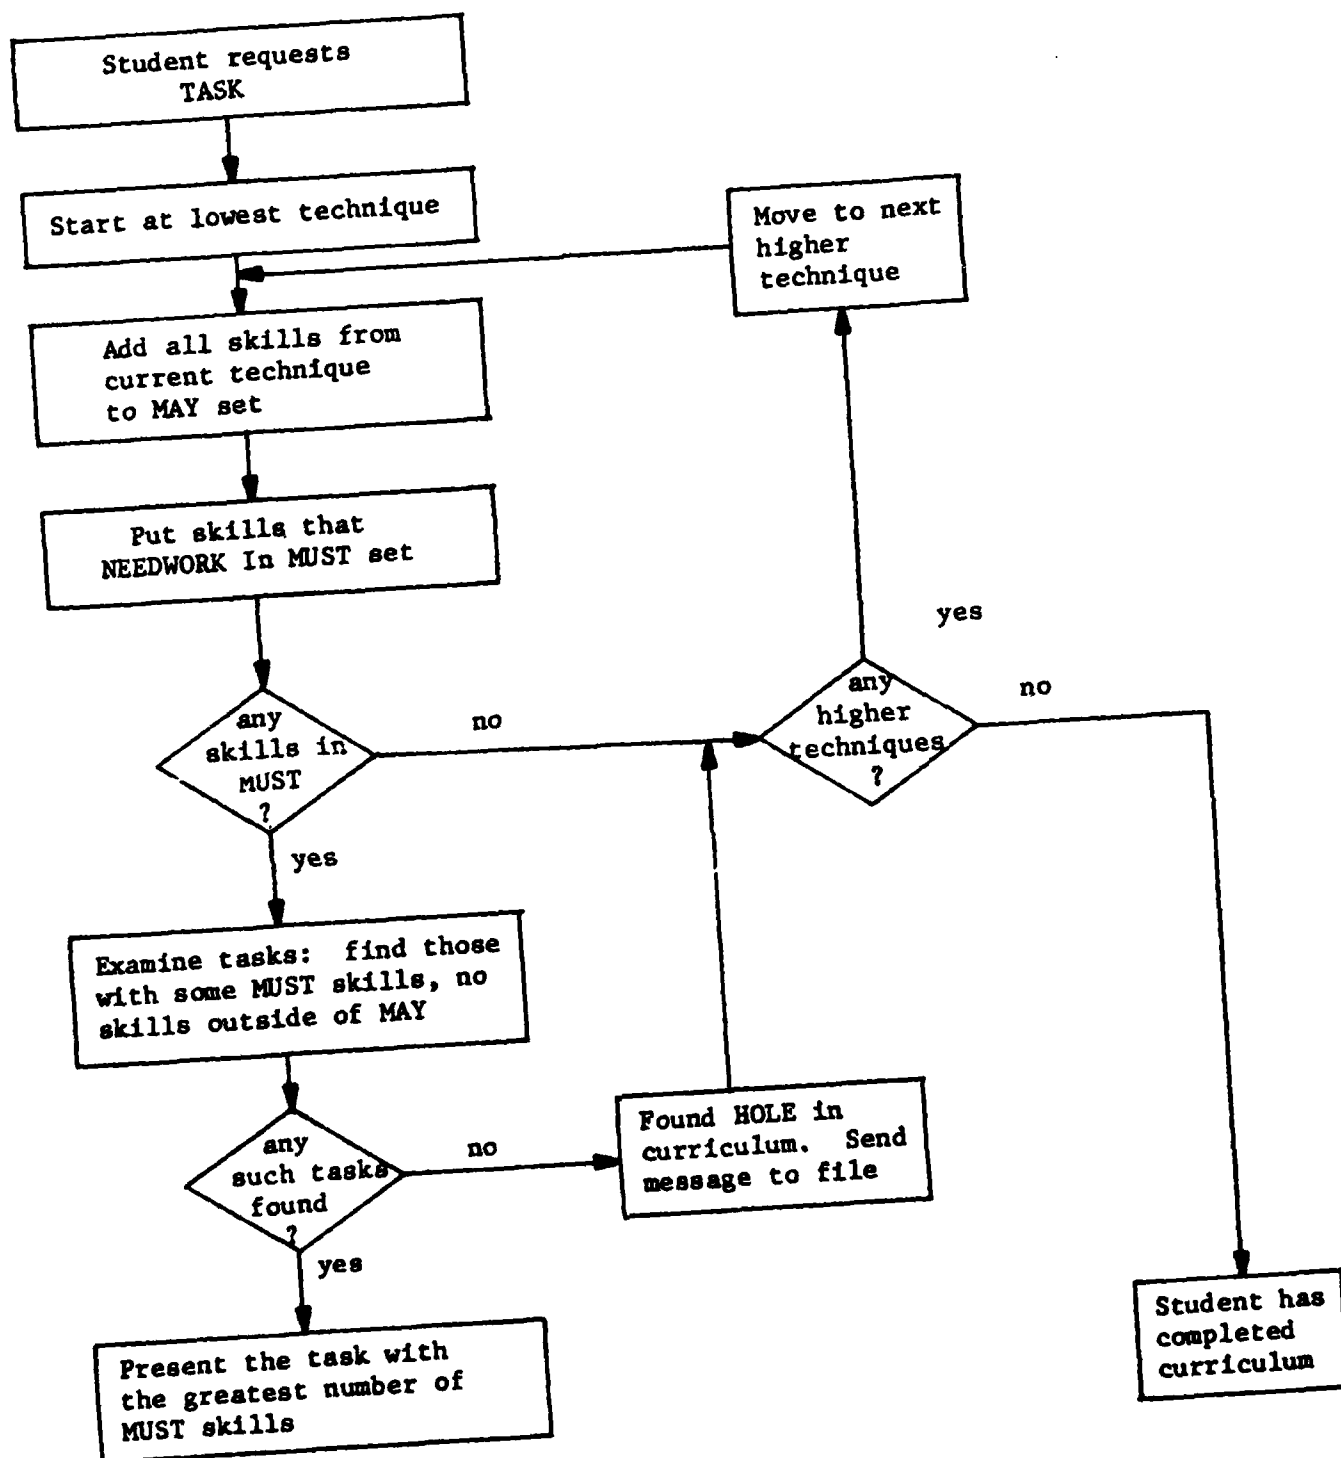 Student requests
TASK
Start at lowest technique
Move to next
higher
technique
Add all skills from
current technique
to MAY set
Put skills that
NEEDWORK In MUST set
yes
any
skills in
MUST
?
no
any
higher
techniques
?
no
yes
Examine tasks: find those
with some MUST skills, no
skills outside of MAY
any
such tasks
found
?
no
Found HOLE in
curriculum. Send
message to file
yes
Present the task with
the greatest number of
MUST skills
Student has
completed
curriculum